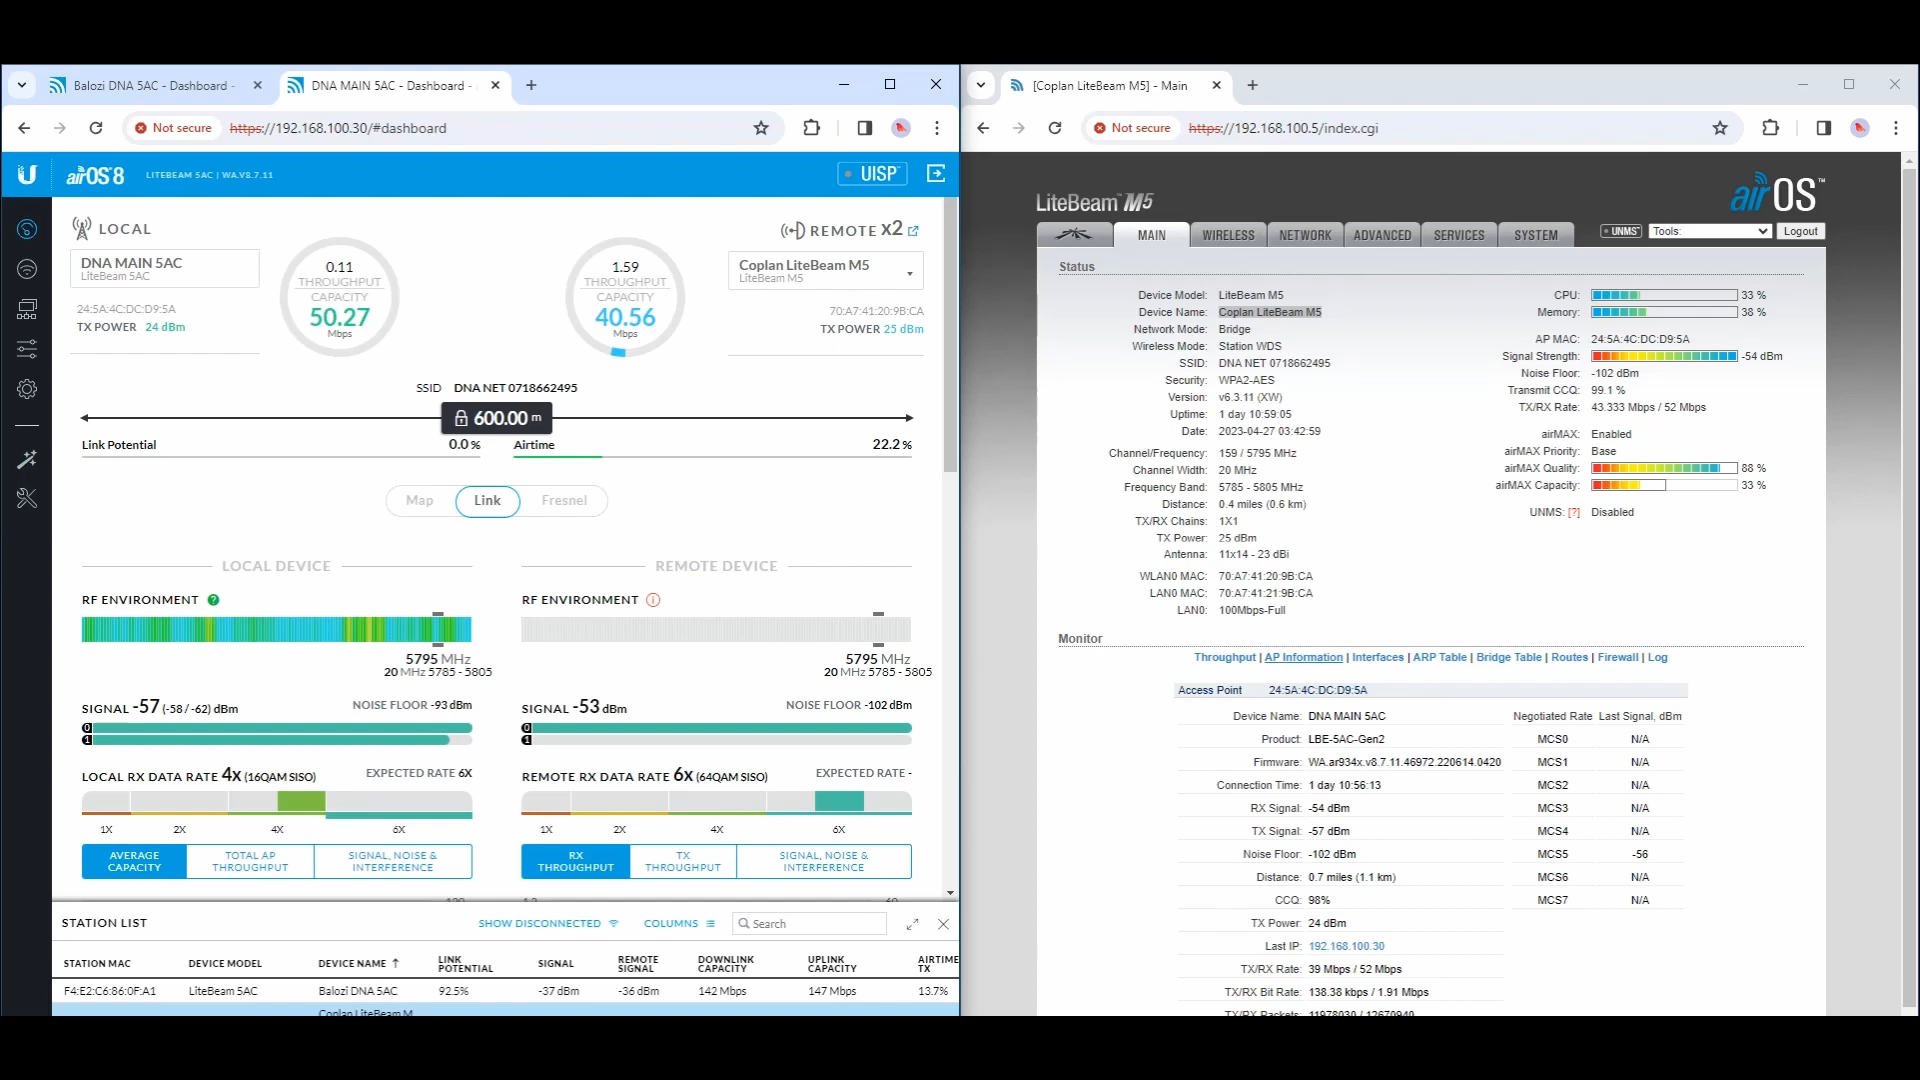 Balozi DNA 5AC - Dashboard -
DNA MAIN 5AC - Dashboard -
Not secure
https://192.168.100.30/#dashboard
airOS 8
LITEBEAM 5AC | WA.V8.7.11
UISP
LOCAL
REMOTE X2
DNA MAIN 5AC
LiteBeam 5AC
24:5A:4C:DC:D9:5A
TX POWER 24 dBm
0.11
THROUGHPUT
CAPACITY
50.27
Mbps
1.59
THROUGHPUT
CAPACITY
40.56
Mbps
Coplan LiteBeam M5
LiteBeam M5
70:A7:41:20:9B:CA
TX POWER 25 dBm
SSID DNA NET 0718662495
600.00 m
Link Potential 0.0 %
Airtime 22.2 %
Map Link Fresnel
LOCAL DEVICE
RF ENVIRONMENT
5795 MHz
20 MHz 5785 - 5805
SIGNAL -57 (-58 / -62) dBm
NOISE FLOOR -93 dBm
0
1
LOCAL RX DATA RATE 4x (16QAM SISO)
EXPECTED RATE 6X
1X 2X 4X 6X
AVERAGE CAPACITY
TOTAL AP THROUGHPUT
SIGNAL, NOISE & INTERFERENCE
REMOTE DEVICE
RF ENVIRONMENT
5795 MHz
20 MHz 5785 - 5805
SIGNAL -53 dBm
NOISE FLOOR -102 dBm
0
1
REMOTE RX DATA RATE 6x (64QAM SISO)
EXPECTED RATE -
1X 2X 4X 6X
RX THROUGHPUT
TX THROUGHPUT
SIGNAL, NOISE & INTERFERENCE
STATION LIST
SHOW DISCONNECTED
COLUMNS
Search
STATION MAC DEVICE MODEL DEVICE NAME LINK POTENTIAL SIGNAL REMOTE SIGNAL DOWNLINK CAPACITY UPLINK CAPACITY AIRTIME TX
F4:E2:C6:86:0F:A1 LiteBeam 5AC Balozi DNA 5AC 92.5% -37 dBm -36 dBm 142 Mbps 147 Mbps 13.7%
Coplan LiteBeam M
[Coplan LiteBeam M5] - Main
Not secure
https://192.168.100.5/index.cgi
LiteBeam M5
airOS™
MAIN WIRELESS NETWORK ADVANCED SERVICES SYSTEM
UNMS
Tools:
Logout
Status
Device Model: LiteBeam M5
Device Name: Coplan LiteBeam M5
Network Mode: Bridge
Wireless Mode: Station WDS
SSID: DNA NET 0718662495
Security: WPA2-AES
Version: v6.3.11 (XW)
Uptime: 1 day 10:59:05
Date: 2023-04-27 03:42:59
Channel/Frequency: 159 / 5795 MHz
Channel Width: 20 MHz
Frequency Band: 5785 - 5805 MHz
Distance: 0.4 miles (0.6 km)
TX/RX Chains: 1X1
TX Power: 25 dBm
Antenna: 11x14 - 23 dBi
WLAN0 MAC: 70:A7:41:20:9B:CA
LAN0 MAC: 70:A7:41:21:9B:CA
LAN0: 100Mbps-Full
CPU: 33 %
Memory: 38 %
AP MAC: 24:5A:4C:DC:D9:5A
Signal Strength: -54 dBm
Noise Floor: -102 dBm
Transmit CCQ: 99.1 %
TX/RX Rate: 43.333 Mbps / 52 Mbps
airMAX: Enabled
airMAX Priority: Base
airMAX Quality: 88 %
airMAX Capacity: 33 %
UNMS: [?] Disabled
Monitor
Throughput | AP Information | Interfaces | ARP Table | Bridge Table | Routes | Firewall | Log
Access Point 24:5A:4C:DC:D9:5A
Device Name: DNA MAIN 5AC
Product: LBE-5AC-Gen2
Firmware: WA.ar934x.v8.7.11.46972.220614.0420
Connection Time: 1 day 10:56:13
RX Signal: -54 dBm
TX Signal: -57 dBm
Noise Floor: -102 dBm
Distance: 0.7 miles (1.1 km)
CCQ: 98%
TX Power: 24 dBm
Last IP: 192.168.100.30
TX/RX Rate: 39 Mbps / 52 Mbps
TX/RX Bit Rate: 138.38 kbps / 1.91 Mbps
TX/RX Packets: 11978030 / 12670940
Negotiated Rate Last Signal, dBm
MCS0 N/A
MCS1 N/A
MCS2 N/A
MCS3 N/A
MCS4 N/A
MCS5 -56
MCS6 N/A
MCS7 N/A